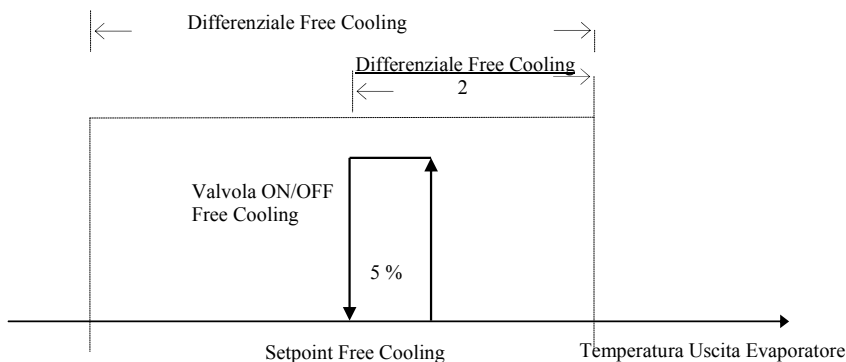 Differenziale Free Cooling
Differenziale Free Cooling
2
Valvola ON/OFF
Free Cooling
5 %
Setpoint Free Cooling
Temperatura Uscita Evaporatore